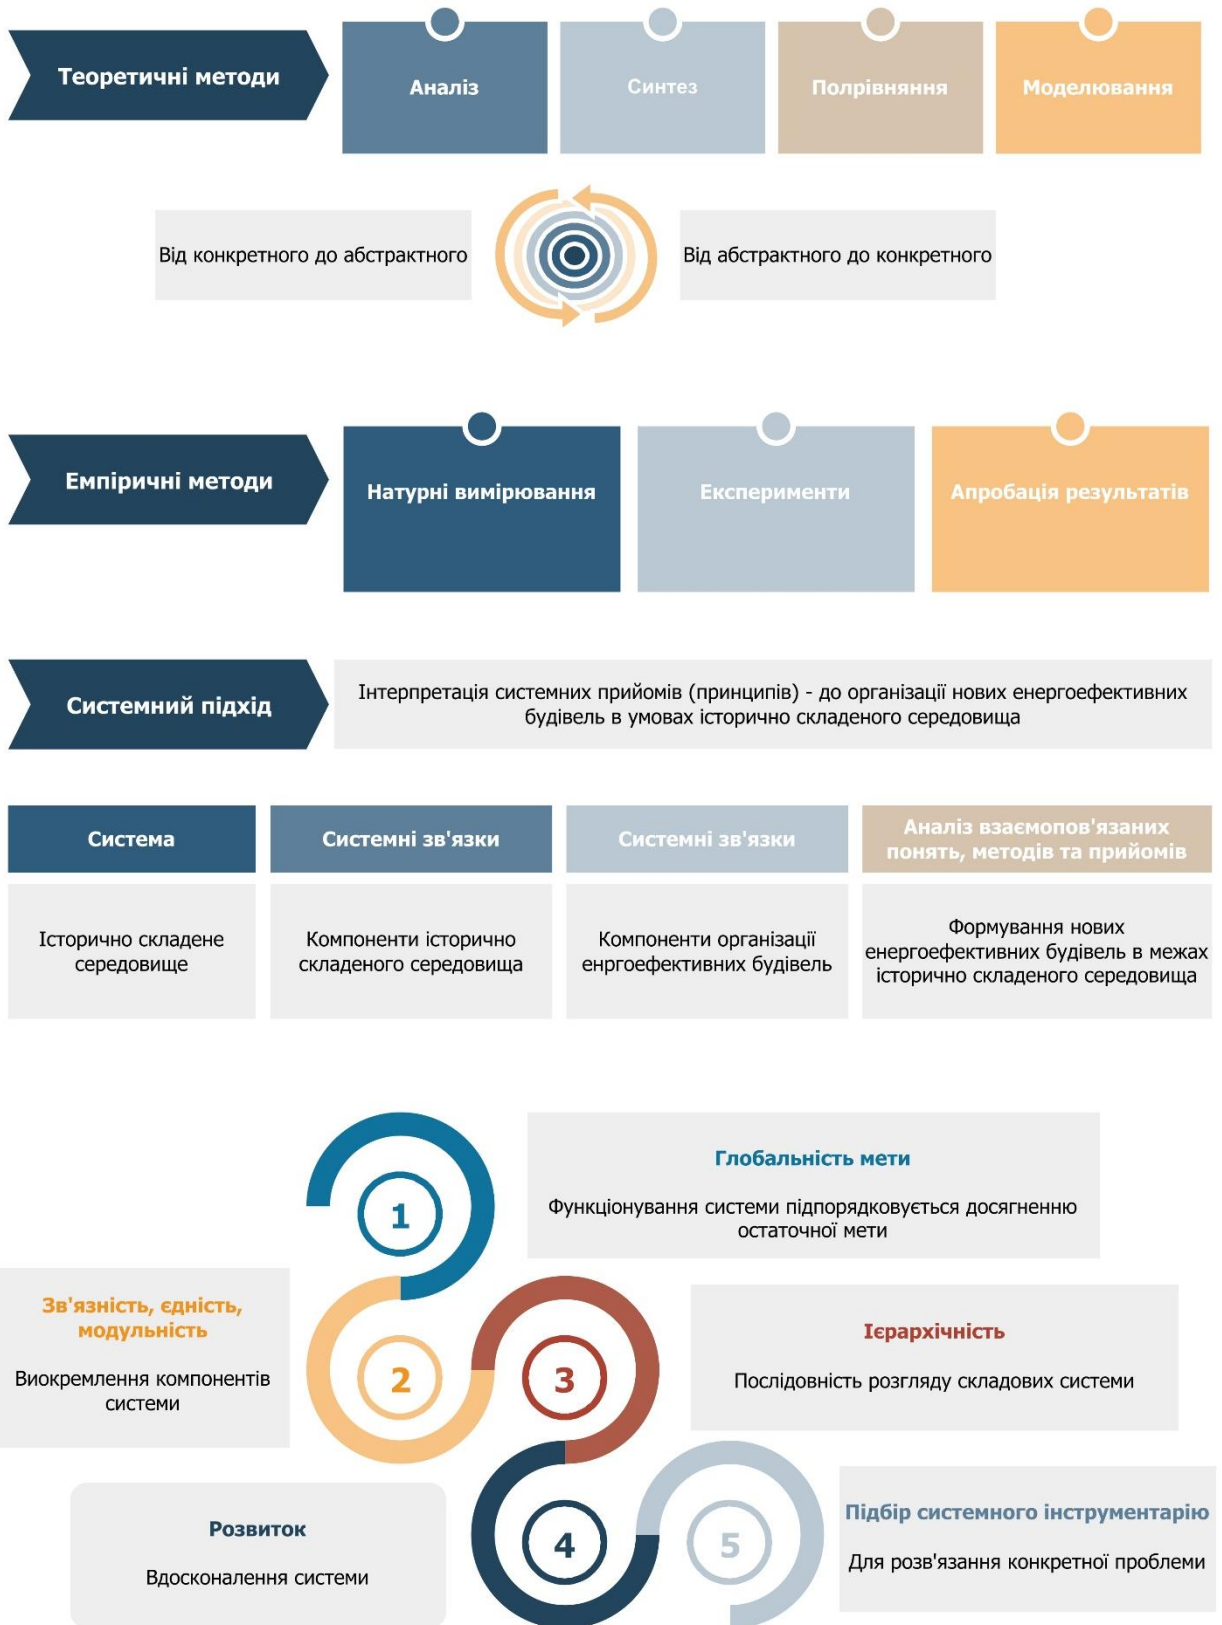 Теоретичні методи
Аналіз
Синтез
Полрівняння
Моделювання
Від конкретного до абстрактного
Від абстрактного до конкретного
Емпіричні методи
Натурні вимірювання
Експерименти
Апробація результатів
Системний підхід
Інтерпретація системних прийомів (принципів) - до організації нових енергоефективних
будівель в умовах історично складеного середовища
Система
Системні зв'язки
Системні зв'язки
Аналіз взаємопов'язаних
понять, методів та прийомів
Історично складене
середовище
Компоненти історично
складеного середовища
Компоненти організації
енргоефективних будівель
Формування нових
енергоефективних будівель в межах
історично складеного середовища
1
Глобальність мети
Функціонування системи підпорядковується досягненню
остаточної мети
Зв'язність, єдність,
модульність
Виокремлення компонентів
системи
2
3
Ієрархічність
Послідовність розгляду складових системи
Розвиток
Вдосконалення системи
4
5
Підбір системного інструментарію
Для розв'язання конкретної проблеми